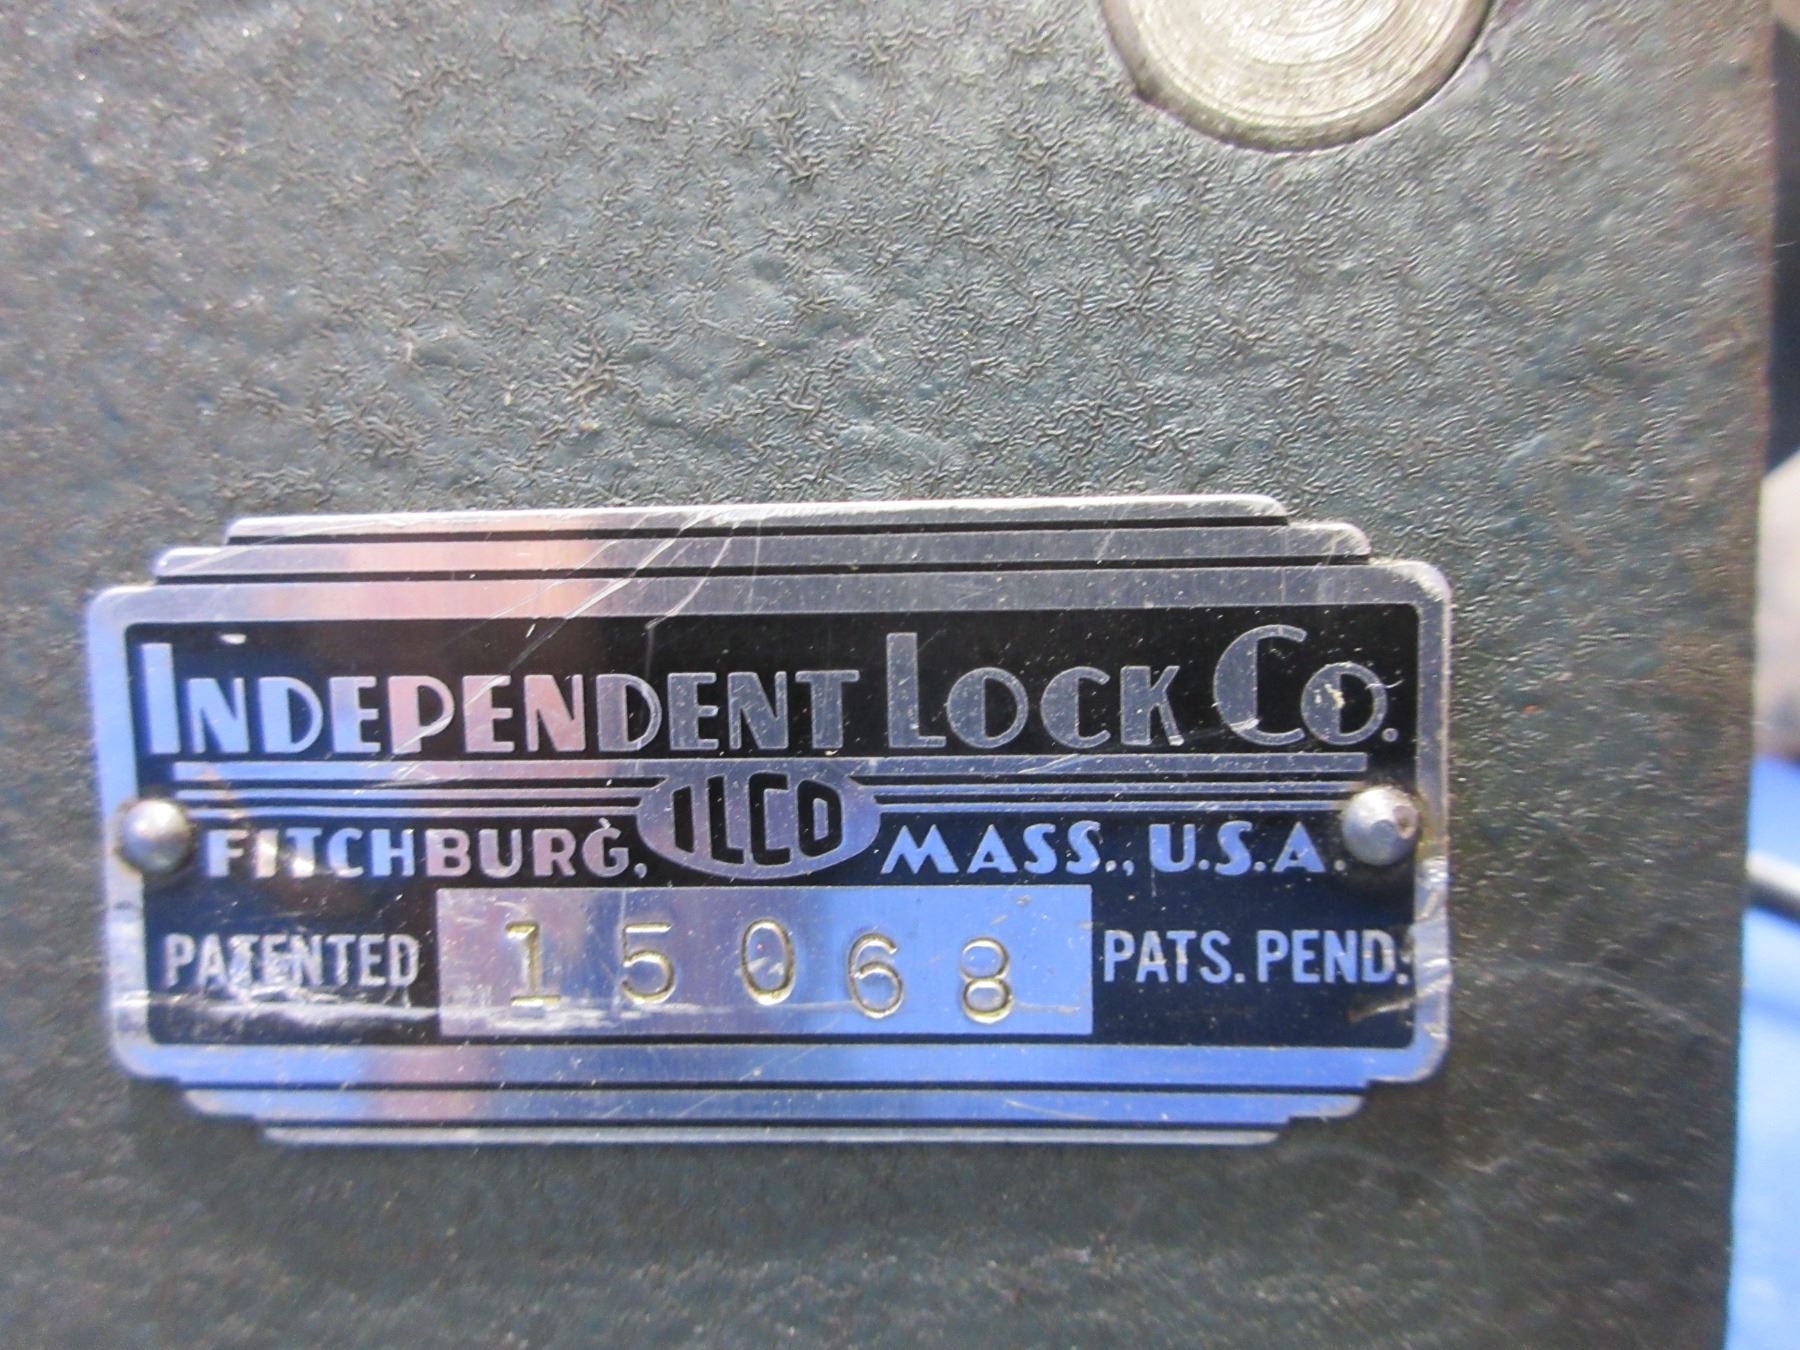 INDEPENDENT LOCK CO.
ILCO
FITCHBURG, MASS., U.S.A.
PATENTED 15068 PATS. PEND.